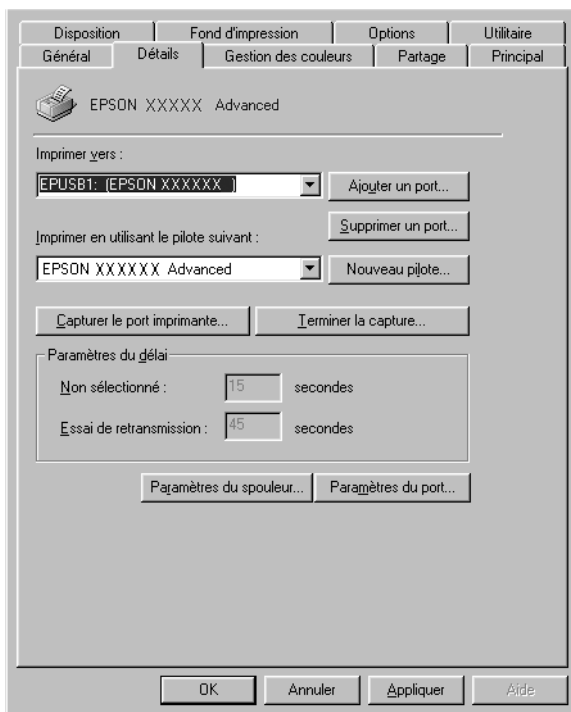 Disposition Fond d'impression Options Utilitaire
Général Détails Gestion des couleurs Partage Principal
EPSON XXXXX Advanced
Imprimer vers :
EPUSB1: (EPSON XXXXXX )
Ajouter un port...
Supprimer un port...
Imprimer en utilisant le pilote suivant :
EPSON XXXXXX Advanced
Nouveau pilote...
Capturer le port imprimante... Terminer la capture...
Paramètres du délai
Non sélectionné : 15 secondes
Essai de retransmission : 45 secondes
Paramètres du spouleur... Paramètres du port...
OK Annuler Appliquer Aide